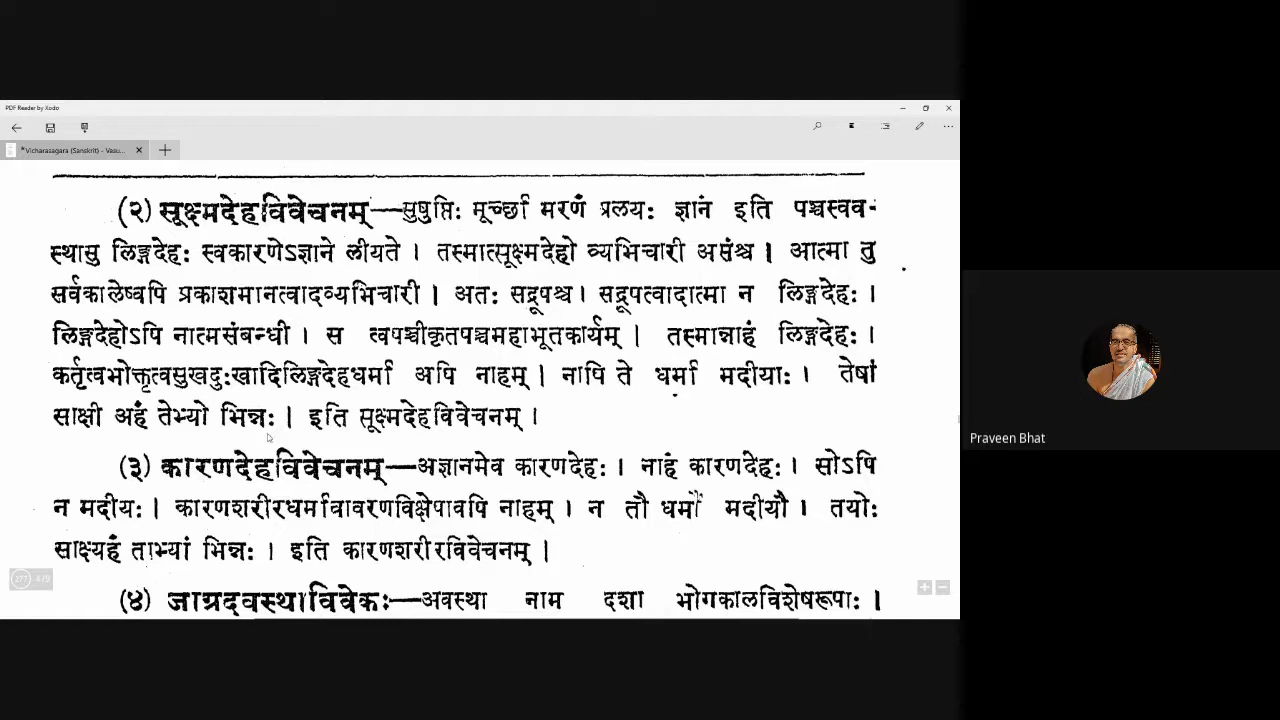 PDF Reader by Xodo
*Vicharasagara (Sanskrit) - Vasu...
(२) सूक्ष्मदेहविवेचनम्—सुषुप्तिः मूर्च्छा मरणं प्रलयः ज्ञानं इति पञ्चस्वव-
स्थासु लिङ्गदेहः स्वकारणेऽज्ञाने लीयते । तस्मात्सूक्ष्मदेहो व्यभिचारी असंश्च । आत्मा तु
सर्वकालेष्वपि प्रकाशमानत्वादव्यभिचारी । अतः सद्रूपश्च । सद्रूपत्वादात्मा न लिङ्गदेहः ।
लिङ्गदेहोऽपि नात्मसंबन्धी । स त्वपञ्चीकृतपञ्चमहाभूतकार्यम् । तस्मान्नाहं लिङ्गदेहः ।
कर्तृत्वभोक्तृत्वसुखदुःखादिलिङ्गदेहधर्मा अपि नाहम् । नापि ते धर्मा मदीयाः । तेषां
साक्षी अहं तेभ्यो भिन्नः । इति सूक्ष्मदेहविवेचनम् ।
(३) कारणदेहविवेचनम्—अज्ञानमेव कारणदेहः । नाहं कारणदेहः । सोऽपि
न मदीयः । कारणशरीरधर्मावावरणविक्षेपावपि नाहम् । न तौ धर्मौ मदीयौ । तयोः
साक्ष्यहं ताभ्यां भिन्नः । इति कारणशरीरविवेचनम् ।
(४) जाग्रदवस्थाविवेकः—अवस्था नाम दशा भोगकालविशेषरूपाः ।
Praveen Bhat